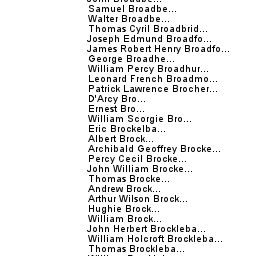 Samuel Broadbe...
Walter Broadbe...
Thomas Cyril Broadbrid...
Joseph Edmund Broadfo...
James Robert Henry Broadfo...
George Broadhe...
William Percy Broadhur...
Leonard French Broadmo...
Patrick Lawrence Brocher...
D'Arcy Bro...
Ernest Bro...
William Scorgie Bro...
Eric Brockelba...
Albert Brock...
Archibald Geoffrey Brocke...
Percy Cecil Brocke...
John William Brocke...
Thomas Brocke...
Andrew Brock...
Arthur Wilson Brock...
Hughie Brock...
William Brock...
John Herbert Brockleba...
William Holcroft Brockleba...
Thomas Brockleba...